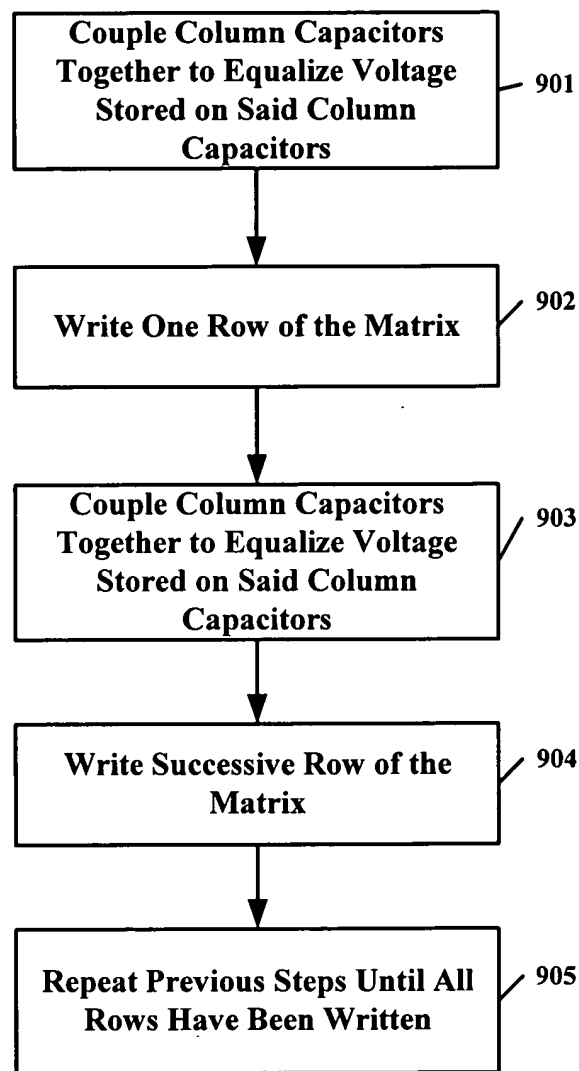 Couple Column Capacitors
Together to Equalize Voltage
Stored on Said Column
Capacitors
901
Write One Row of the Matrix
902
Couple Column Capacitors
Together to Equalize Voltage
Stored on Said Column
Capacitors
903
Write Successive Row of the
Matrix
904
Repeat Previous Steps Until All
Rows Have Been Written
905